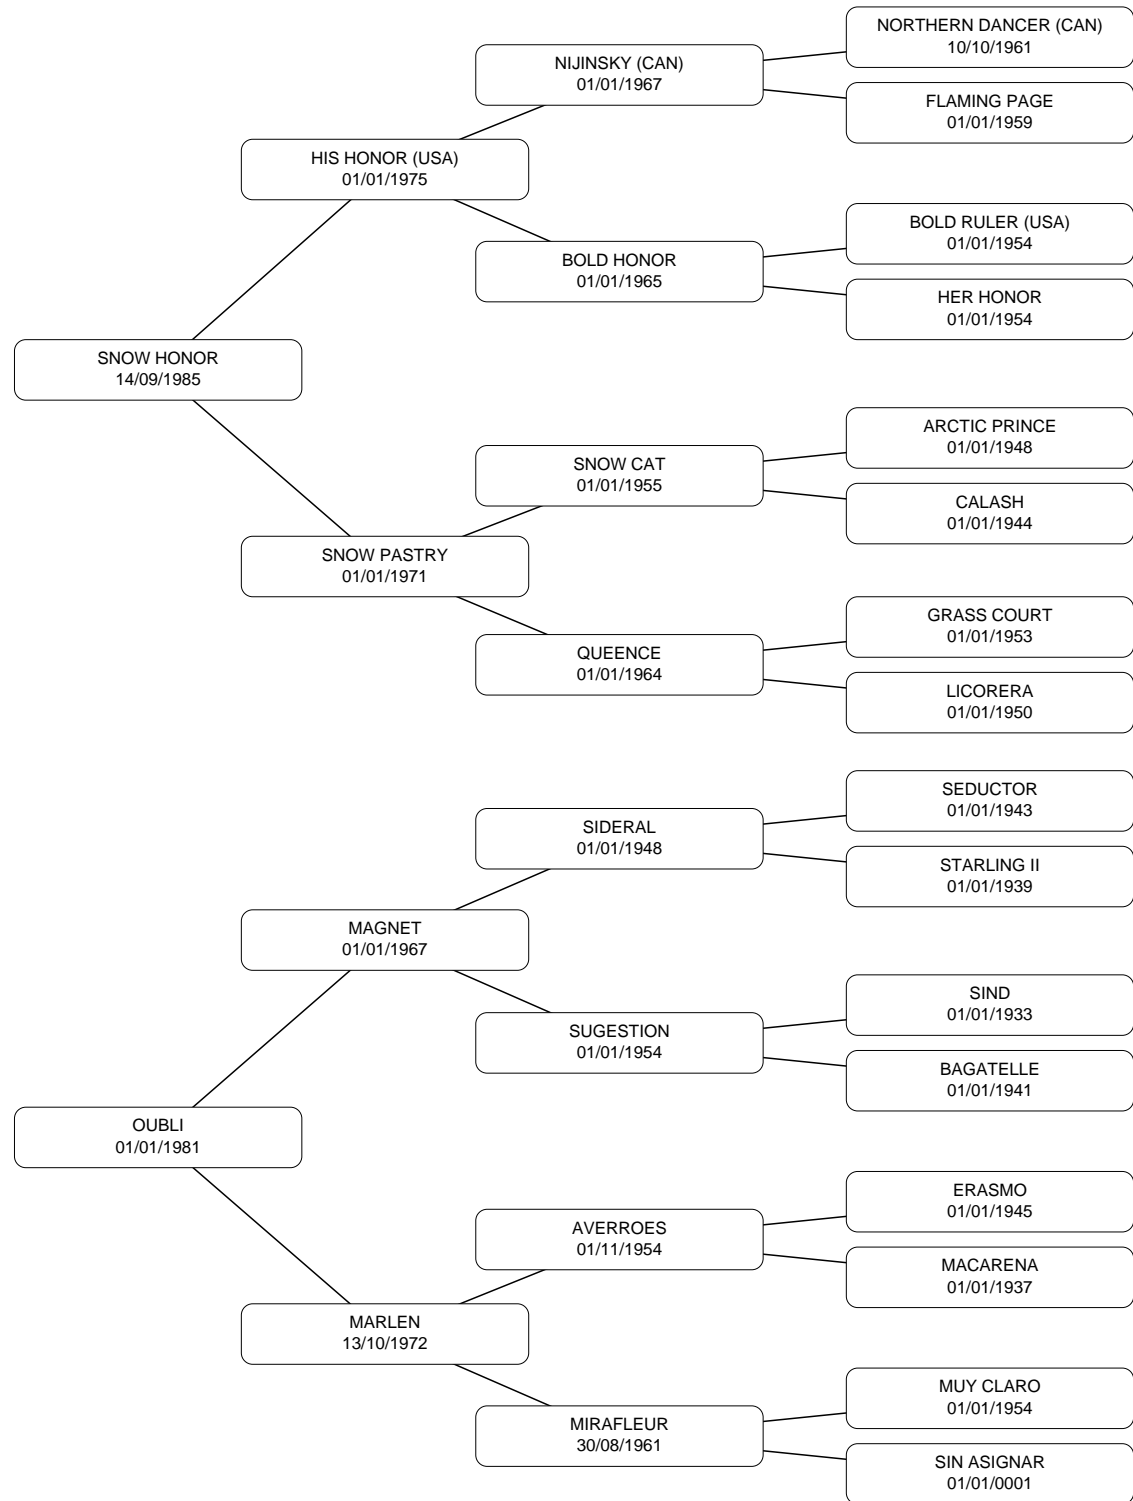 NORTHERN DANCER (CAN)
10/10/1961
NIJINSKY (CAN)
01/01/1967
FLAMING PAGE
01/01/1959
HIS HONOR (USA)
01/01/1975
BOLD RULER (USA)
01/01/1954
BOLD HONOR
01/01/1965
HER HONOR
01/01/1954
SNOW HONOR
14/09/1985
ARCTIC PRINCE
01/01/1948
SNOW CAT
01/01/1955
CALASH
01/01/1944
SNOW PASTRY
01/01/1971
GRASS COURT
01/01/1953
QUEENCE
01/01/1964
LICORERA
01/01/1950
SEDUCTOR
01/01/1943
SIDERAL
01/01/1948
STARLING II
01/01/1939
MAGNET
01/01/1967
SIND
01/01/1933
SUGESTION
01/01/1954
BAGATELLE
01/01/1941
OUBLI
01/01/1981
ERASMO
01/01/1945
AVERROES
01/11/1954
MACARENA
01/01/1937
MARLEN
13/10/1972
MUY CLARO
01/01/1954
MIRAFLEUR
30/08/1961
SIN ASIGNAR
01/01/0001